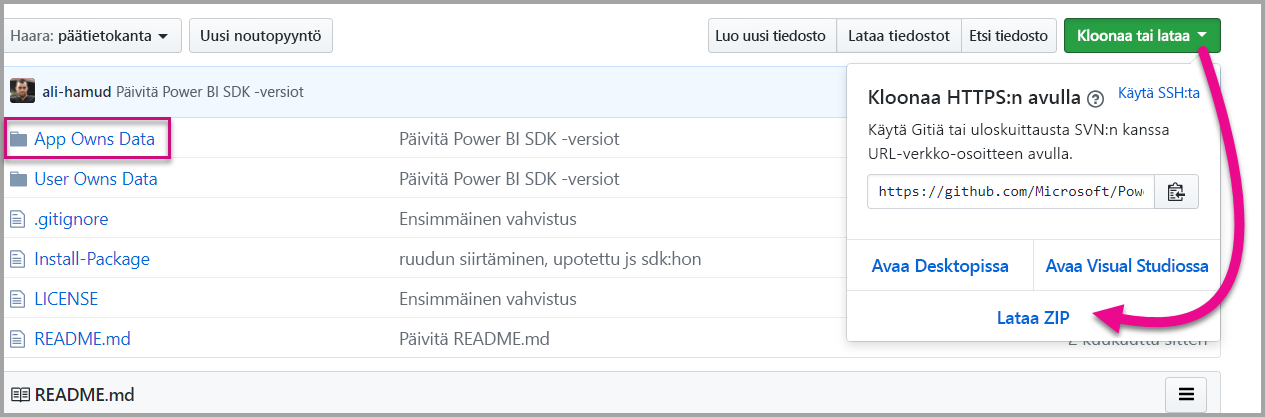 Haara: päätietokanta
Uusi noutopyyntö
Luo uusi tiedosto
Lataa tiedostot
Etsi tiedosto
Kloonaa tai lataa
ali-hamud Päivitä Power BI SDK -versiot
App Owns Data Päivitä Power BI SDK -versiot
User Owns Data Päivitä Power BI SDK -versiot
.gitignore Ensimmäinen vahvistus
Install-Package ruudun siirtäminen, upotettu js sdk:hon
LICENSE Ensimmäinen vahvistus
README.md Päivitä README.md 2 kuukautta sitten
Kloonaa HTTPS:n avulla
Käytä SSH:ta
Käytä Gitiä tai uloskuittausta SVN:n kanssa
URL-verkko-osoitteen avulla.
https://github.com/Microsoft/Pow
Avaa Desktopissa
Avaa Visual Studiossa
Lataa ZIP
README.md